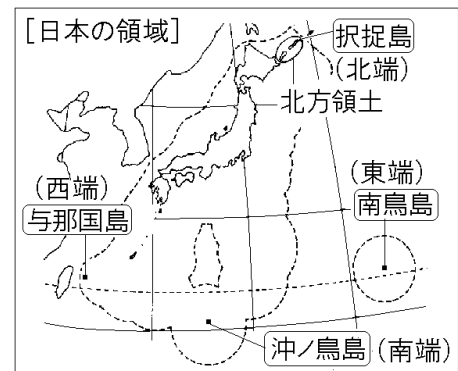 [日本の領域]
択捉島
(北端)
北方領土
(西端)
与那国島
(東端)
南鳥島
沖ノ鳥島 (南端)